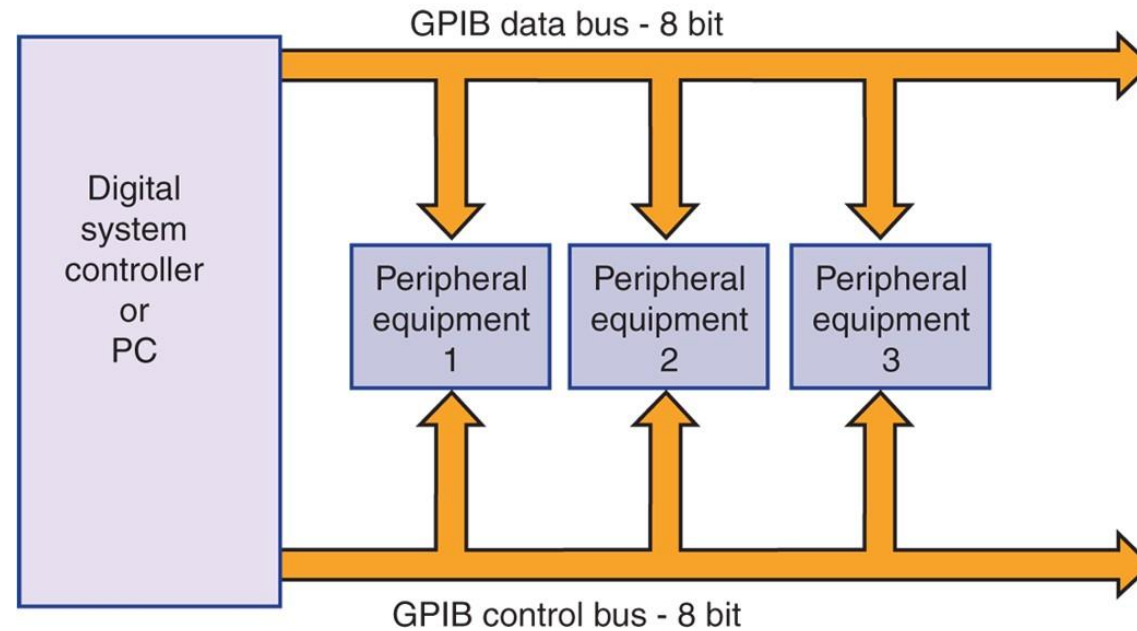 GPIB data bus - 8 bit
Digital
system
controller
or
PC
Peripheral
equipment
1
Peripheral
equipment
2
Peripheral
equipment
3
GPIB control bus - 8 bit